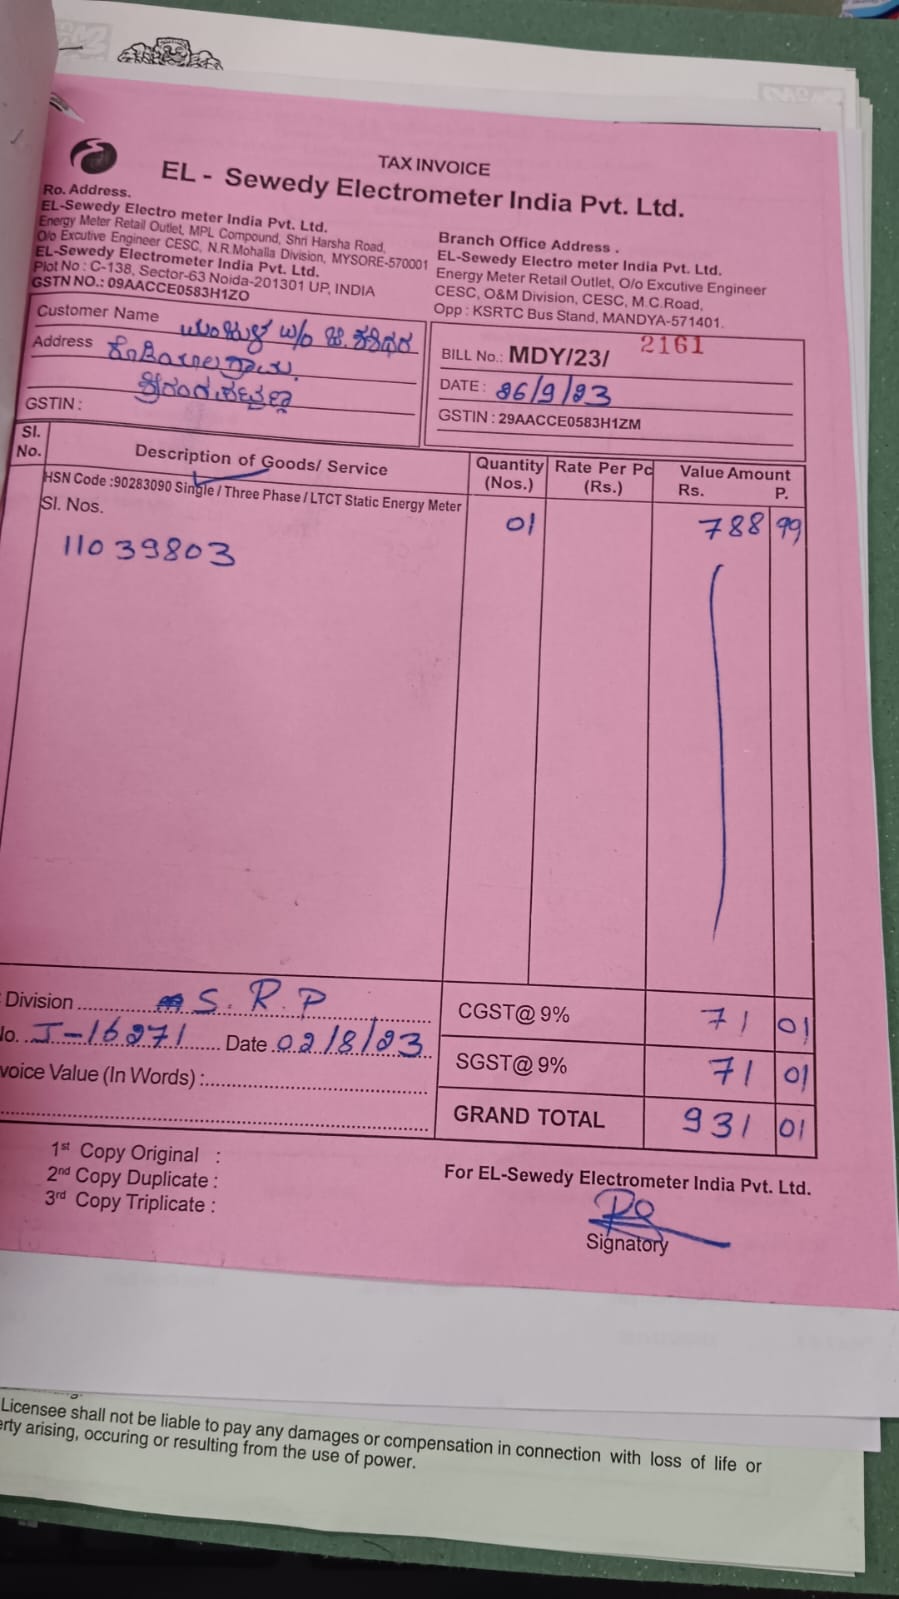 TAX INVOICE
EL - Sewedy Electrometer India Pvt. Ltd.
Ro. Address.
EL-Sewedy Electro meter India Pvt. Ltd.
Energy Meter Retail Outlet, MPL Compound, Shri Harsha Road,
O/o Excutive Engineer CESC, N.R.Mohalla Division, MYSORE-570001
EL-Sewedy Electrometer India Pvt. Ltd.
Plot No : C-138, Sector-63 Noida-201301 UP, INDIA
GSTN NO.: 09AACCE0583H1ZO
Branch Office Address .
EL-Sewedy Electro meter India Pvt. Ltd.
Energy Meter Retail Outlet, O/o Excutive Engineer
CESC, O&M Division, CESC, M.C.Road,
Opp : KSRTC Bus Stand, MANDYA-571401.
Customer Name W/o
Address
GSTIN :
BILL No.: MDY/23/ 2161
DATE : 26/9/23
GSTIN : 29AACCE0583H1ZM
Sl. No. Description of Goods/ Service Quantity (Nos.) Rate Per Pc (Rs.) Value Amount Rs. P.
HSN Code :90283090 Single / Three Phase / LTCT Static Energy Meter
Sl. Nos. 01 788 99
11039803
Division S.R.P
CGST@ 9% 71 01
No. I-16271 Date 02/8/23
SGST@ 9% 71 01
voice Value (In Words) :
GRAND TOTAL 931 01
1st Copy Original :
2nd Copy Duplicate :
3rd Copy Triplicate :
For EL-Sewedy Electrometer India Pvt. Ltd.
Signatory
Licensee shall not be liable to pay any damages or compensation in connection with loss of life or
erty arising, occuring or resulting from the use of power.